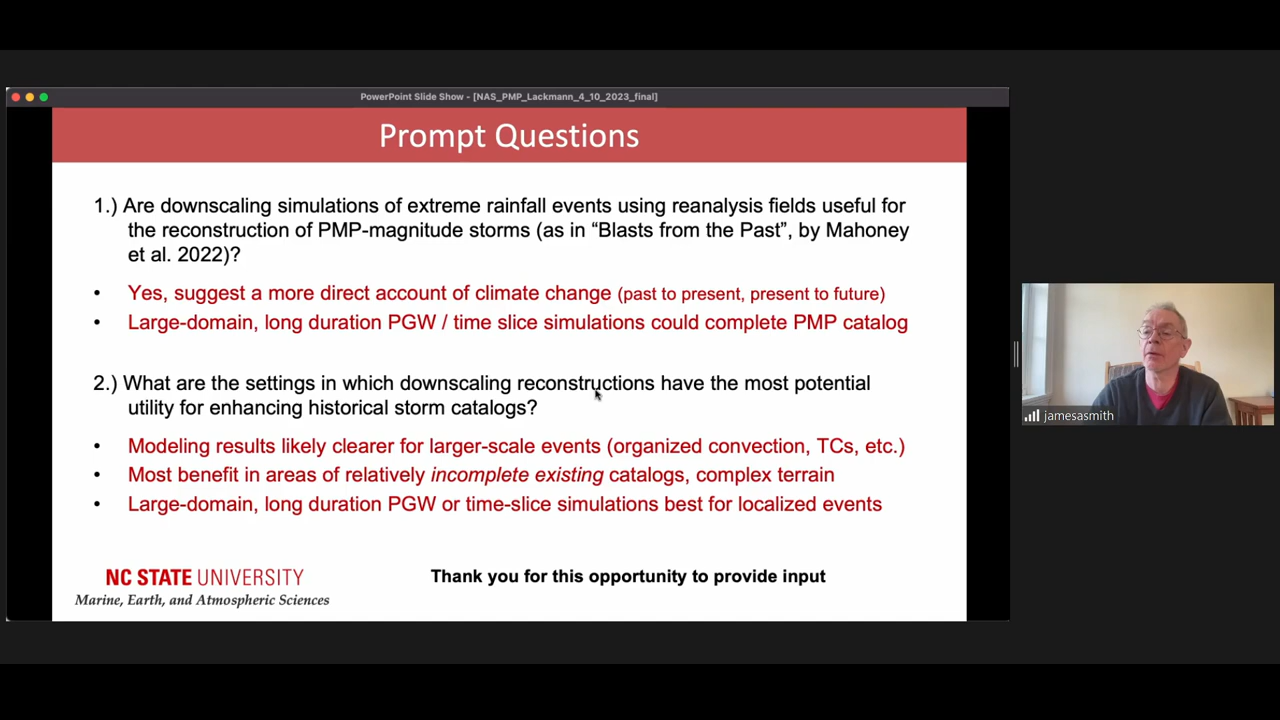 PowerPoint Slide Show - [NAS_PMP_Lackmann_4_10_2023_final]
Prompt Questions
1.) Are downscaling simulations of extreme rainfall events using reanalysis fields useful for
the reconstruction of PMP-magnitude storms (as in “Blasts from the Past”, by Mahoney
et al. 2022)?
• Yes, suggest a more direct account of climate change (past to present, present to future)
• Large-domain, long duration PGW / time slice simulations could complete PMP catalog
2.) What are the settings in which downscaling reconstructions have the most potential
utility for enhancing historical storm catalogs?
• Modeling results likely clearer for larger-scale events (organized convection, TCs, etc.)
• Most benefit in areas of relatively incomplete existing catalogs, complex terrain
• Large-domain, long duration PGW or time-slice simulations best for localized events
NC STATE UNIVERSITY
Marine, Earth, and Atmospheric Sciences
Thank you for this opportunity to provide input
jamesasmith